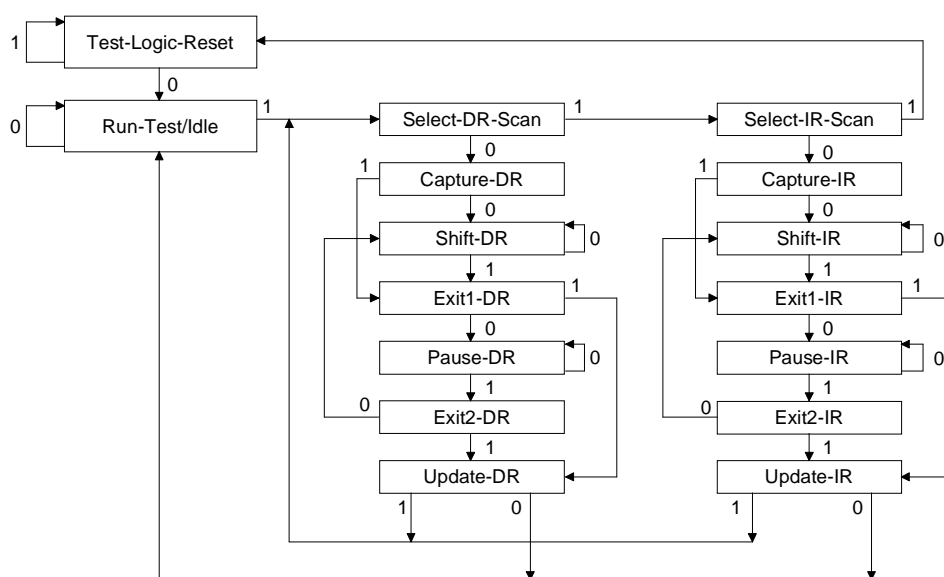 Test-Logic-Reset
1
0
Run-Test/Idle
0
1
Select-DR-Scan
1
Select-IR-Scan
1
0
0
1
Capture-DR
1
Capture-IR
0
0
Shift-DR
0
Shift-IR
0
1
1
Exit1-DR
1
Exit1-IR
1
0
0
Pause-DR
0
Pause-IR
0
1
1
0
Exit2-DR
0
Exit2-IR
1
1
Update-DR
Update-IR
1
0
1
0